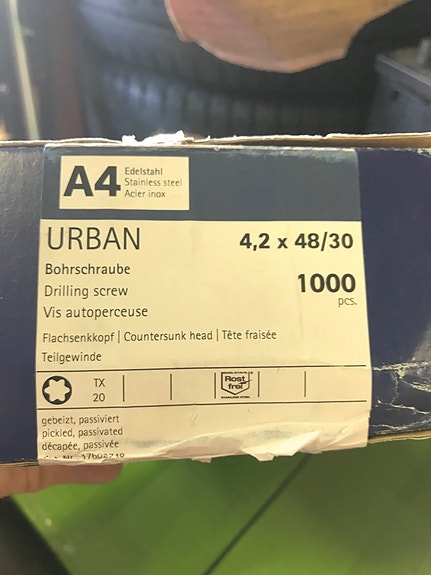 A4
Edelstahl
Stainless steel
Acier inox
URBAN 4,2 x 48/30
Bohrschraube
Drilling screw 1000
pcs.
Vis autoperceuse
Flachsenkkopf | Countersunk head | Tête fraisée
Teilgewinde
TX
20
Rost
frei
gebeizt, passiviert
pickled, passivated
décapée, passivée